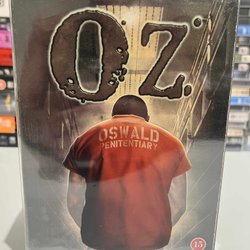 OZ.
OSWALD
PENITENTIARY
15